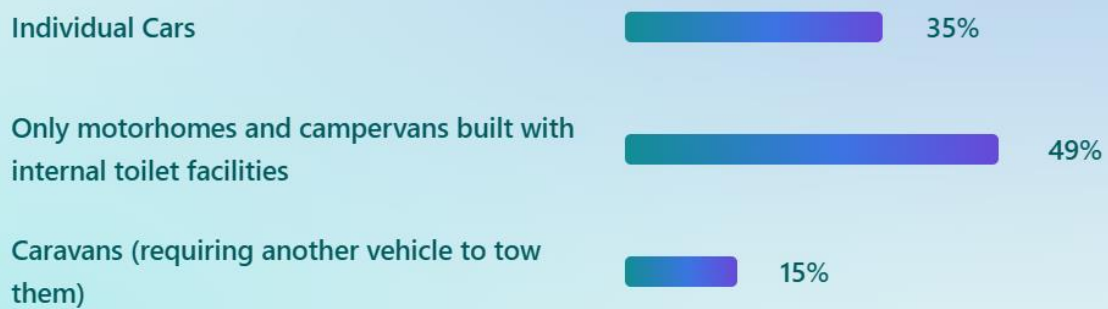 Individual Cars 35%
Only motorhomes and campervans built with
internal toilet facilities 49%
Caravans (requiring another vehicle to tow
them) 15%